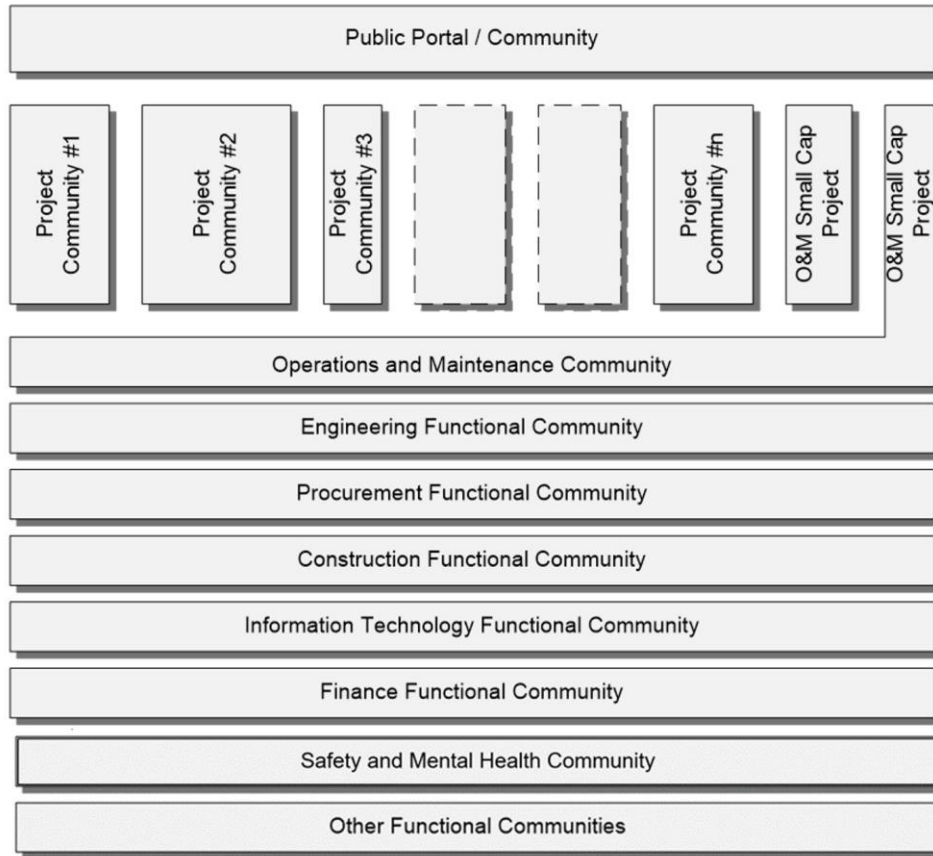 Public Portal / Community
Project
Community #1
Project
Community #2
Project
Community #3
Project
Community #n
O&M Small Cap
Project
O&M Small Cap
Project
Operations and Maintenance Community
Engineering Functional Community
Procurement Functional Community
Construction Functional Community
Information Technology Functional Community
Finance Functional Community
Safety and Mental Health Community
Other Functional Communities